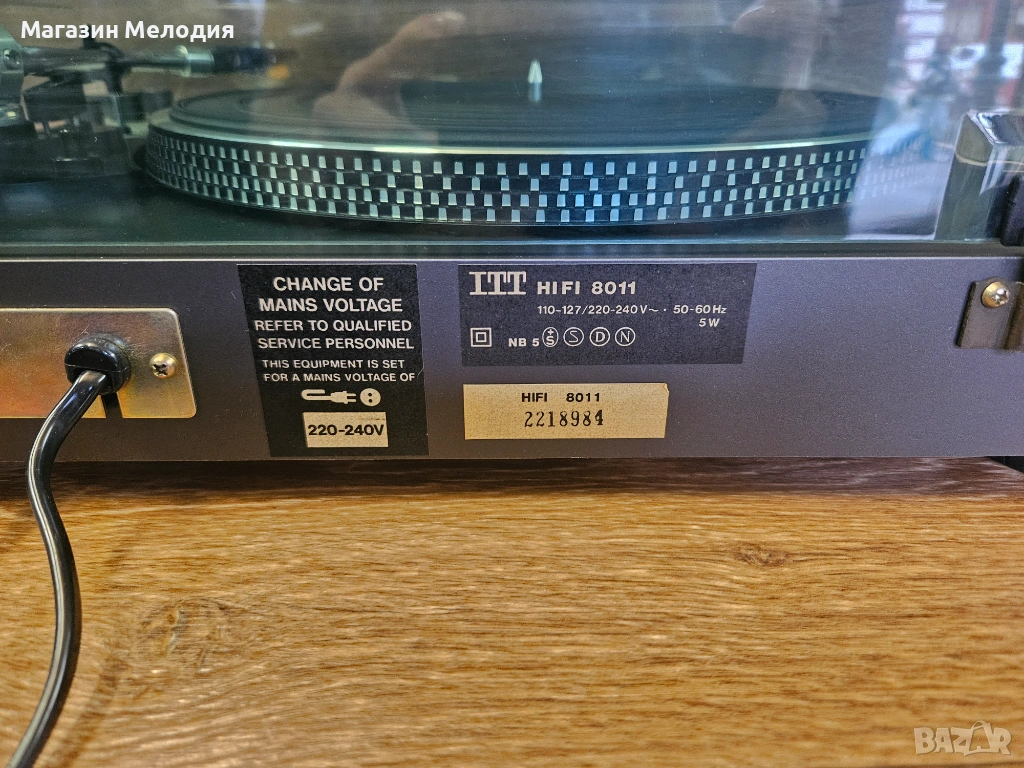 Магазин Мелодия
CHANGE OF
MAINS VOLTAGE
REFER TO QUALIFIED
SERVICE PERSONNEL
THIS EQUIPMENT IS SET
FOR A MAINS VOLTAGE OF
220-240V
ITT HIFI 8011
110-127/220-240V~ · 50-60Hz
5W
NB 5 S S D N
HIFI 8011
2218984
BAZAR